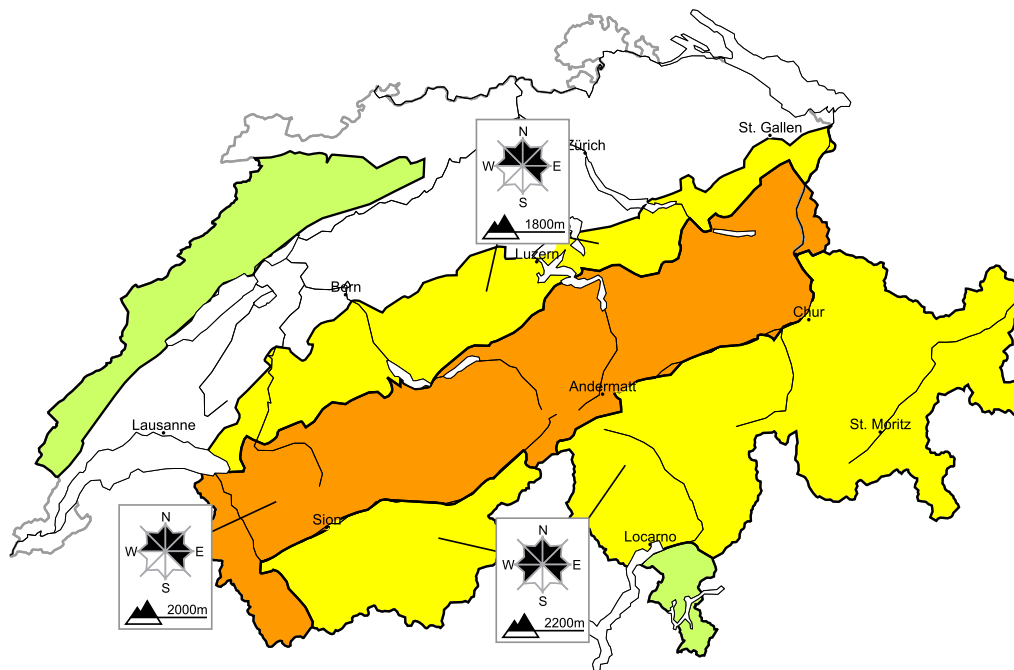 St. Gallen
N
Zürich
W E
S
1800m
Luzern
Bern
Chur
Andermatt
Lausanne
St. Moritz
Sion
Locarno
N
W E
S
2000m
N
W E
S
2200m